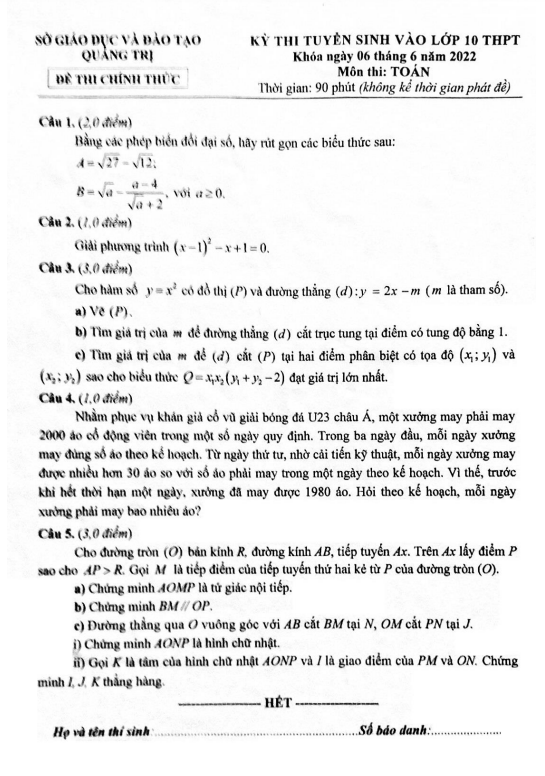 SỞ GIÁO DỤC VÀ ĐÀO TẠO
QUẢNG TRỊ
ĐỀ THI CHÍNH THỨC
KỲ THI TUYỂN SINH VÀO LỚP 10 THPT
Khóa ngày 06 tháng 6 năm 2022
Môn thi: TOÁN
Thời gian: 90 phút (không kể thời gian phát đề)
Câu 1. (2,0 điểm)
Bằng các phép biến đổi đại số, hãy rút gọn các biểu thức sau:
A = √27 − √12;
B = √a − (a − 4)/(√a + 2), với a ≥ 0.
Câu 2. (1,0 điểm)
Giải phương trình (x − 1)² − x + 1 = 0.
Câu 3. (3,0 điểm)
Cho hàm số y = x² có đồ thị (P) và đường thẳng (d): y = 2x − m ( m là tham số).
a) Vẽ (P).
b) Tìm giá trị của m để đường thẳng (d) cắt trục tung tại điểm có tung độ bằng 1.
c) Tìm giá trị của m để (d) cắt (P) tại hai điểm phân biệt có tọa độ (x₁; y₁) và
(x₂; y₂) sao cho biểu thức Q = x₁x₂(y₁ + y₂ − 2) đạt giá trị lớn nhất.
Câu 4. (1,0 điểm)
Nhằm phục vụ khán giả cổ vũ giải bóng đá U23 châu Á, một xưởng may phải may
2000 áo cổ động viên trong một số ngày quy định. Trong ba ngày đầu, mỗi ngày xưởng
may đúng số áo theo kế hoạch. Từ ngày thứ tư, nhờ cải tiến kỹ thuật, mỗi ngày xưởng may
được nhiều hơn 30 áo so với số áo phải may trong một ngày theo kế hoạch. Vì thế, trước
khi hết thời hạn một ngày, xưởng đã may được 1980 áo. Hỏi theo kế hoạch, mỗi ngày
xưởng phải may bao nhiêu áo?
Câu 5. (3,0 điểm)
Cho đường tròn (O) bán kính R, đường kính AB, tiếp tuyến Ax. Trên Ax lấy điểm P
sao cho AP > R. Gọi M là tiếp điểm của tiếp tuyến thứ hai kẻ từ P của đường tròn (O).
a) Chứng minh AOMP là tứ giác nội tiếp.
b) Chứng minh BM // OP.
c) Đường thẳng qua O vuông góc với AB cắt BM tại N, OM cắt PN tại J.
i) Chứng minh AONP là hình chữ nhật.
ii) Gọi K là tâm của hình chữ nhật AONP và I là giao điểm của PM và ON. Chứng
minh I, J, K thẳng hàng.
HẾT
Họ và tên thí sinh: Số báo danh: